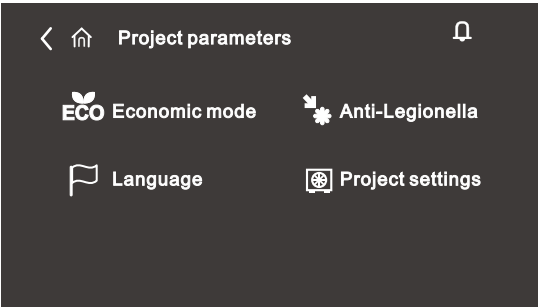 Project parameters
ECO Economic mode
Anti-Legionella
Language
Project settings